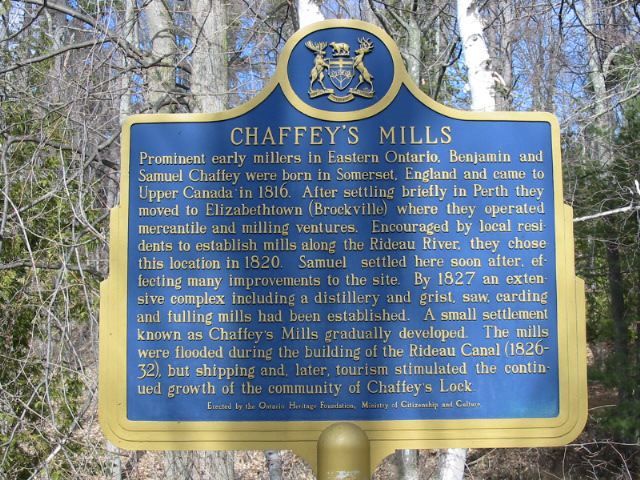 CHAFFEY'S MILLS
Prominent early millers in Eastern Ontario, Benjamin and
Samuel Chaffey were born in Somerset, England and came to
Upper Canada in 1816. After settling briefly in Perth they
moved to Elizabethtown (Brockville) where they operated
mercantile and milling ventures. Encouraged by local resi-
dents to establish mills along the Rideau River, they chose
this location in 1820. Samuel settled here soon after, ef-
fecting many improvements to the site. By 1827 an exten-
sive complex including a distillery and grist, saw, carding
and fulling mills had been established. A small settlement
known as Chaffey's Mills gradually developed. The mills
were flooded during the building of the Rideau Canal (1826-
32), but shipping and, later, tourism stimulated the contin-
ued growth of the community of Chaffey's Lock.
Erected by the Ontario Heritage Foundation, Ministry of Citizenship and Culture.